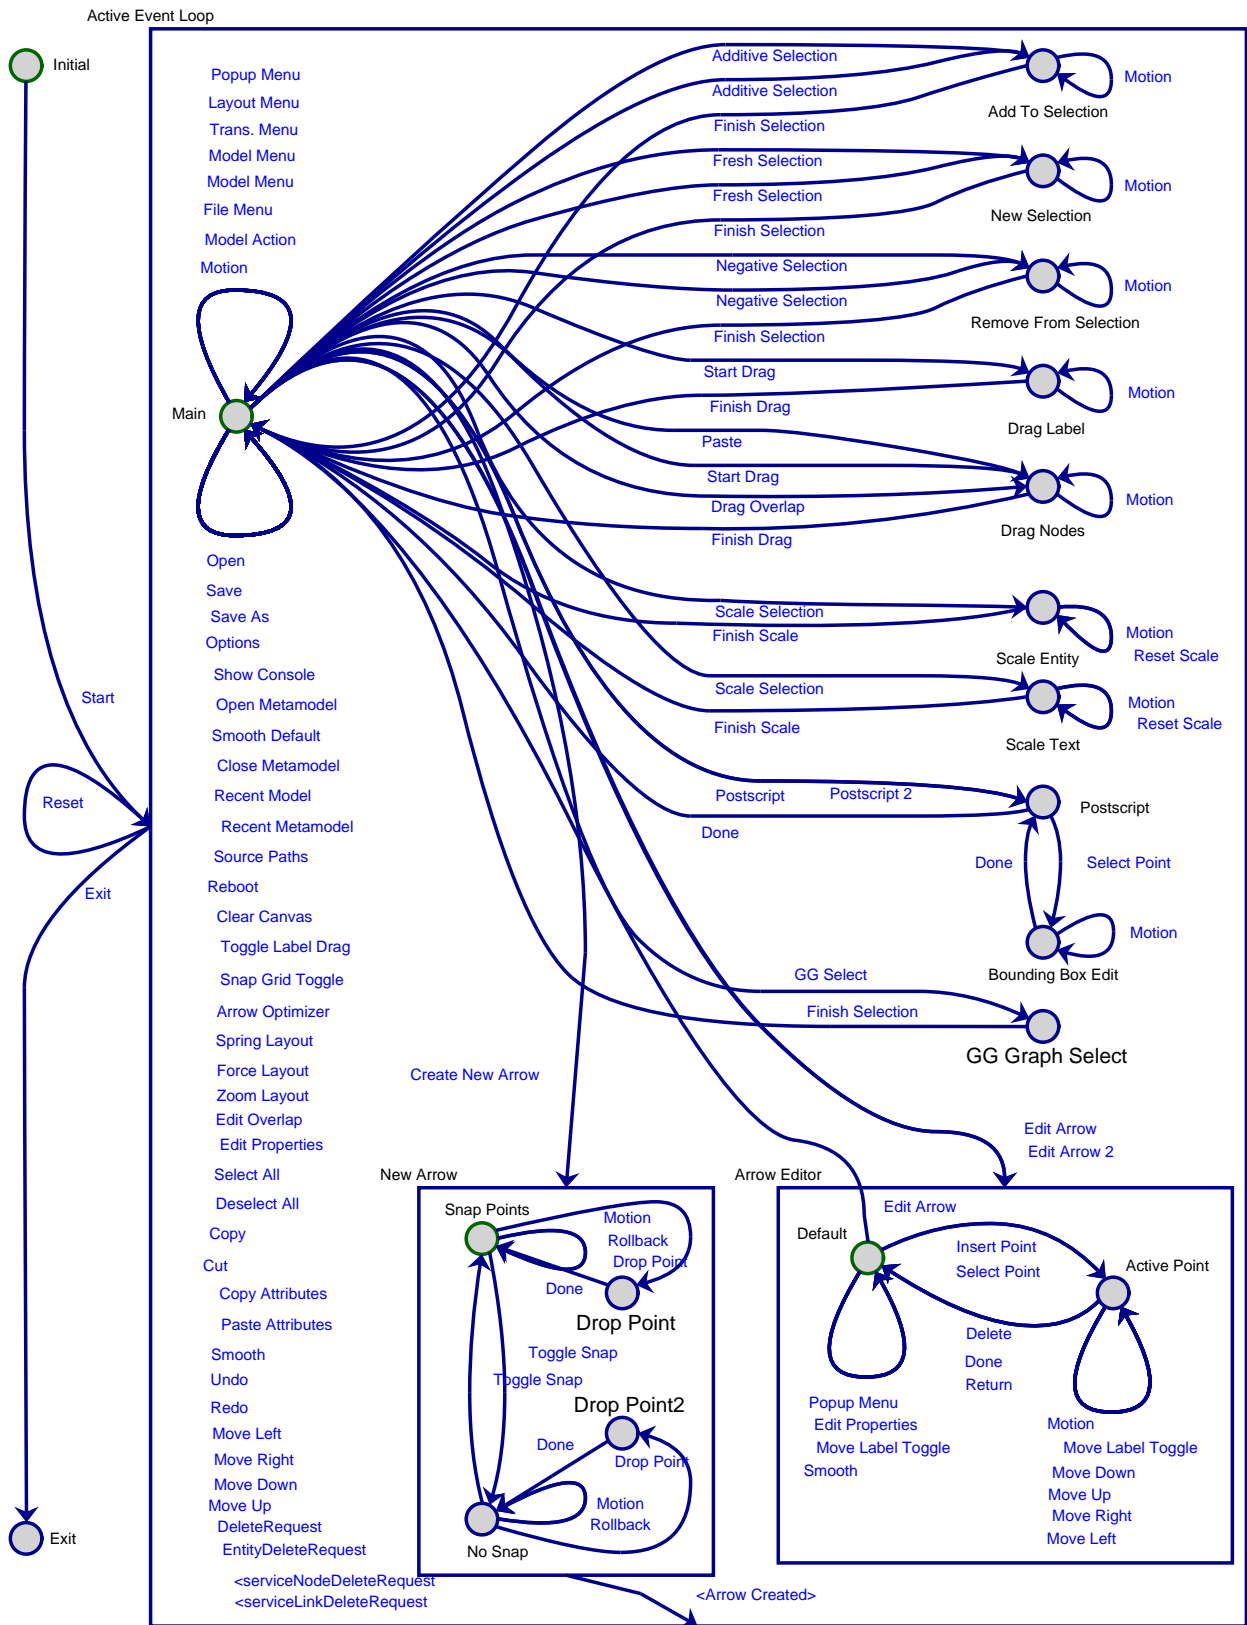 Active Event Loop
Initial
Popup Menu
Layout Menu
Trans. Menu
Model Menu
Model Menu
File Menu
Model Action
Motion
Main
Additive Selection
Additive Selection
Finish Selection
Motion
Add To Selection
Fresh Selection
Fresh Selection
Finish Selection
Motion
New Selection
Negative Selection
Negative Selection
Finish Selection
Motion
Remove From Selection
Start Drag
Finish Drag
Motion
Drag Label
Paste
Start Drag
Drag Overlap
Finish Drag
Motion
Drag Nodes
Scale Selection
Finish Scale
Motion
Reset Scale
Scale Entity
Scale Selection
Finish Scale
Motion
Reset Scale
Scale Text
Postscript
Postscript 2
Done
Postscript
Done
Select Point
Motion
Bounding Box Edit
GG Select
Finish Selection
GG Graph Select
Start
Reset
Exit
Exit
Open
Save
Save As
Options
Show Console
Open Metamodel
Smooth Default
Close Metamodel
Recent Model
Recent Metamodel
Source Paths
Reboot
Clear Canvas
Toggle Label Drag
Snap Grid Toggle
Arrow Optimizer
Spring Layout
Force Layout
Zoom Layout
Edit Overlap
Edit Properties
Select All
Deselect All
Copy
Cut
Copy Attributes
Paste Attributes
Smooth
Undo
Redo
Move Left
Move Right
Move Down
Move Up
DeleteRequest
EntityDeleteRequest
<serviceNodeDeleteRequest
<serviceLinkDeleteRequest
Create New Arrow
New Arrow
Snap Points
Motion
Rollback
Drop Point
Done
Drop Point
Toggle Snap
Toggle Snap
Drop Point2
Done
Drop Point
Motion
Rollback
No Snap
<Arrow Created>
Edit Arrow
Edit Arrow 2
Arrow Editor
Edit Arrow
Default
Insert Point
Select Point
Active Point
Delete
Done
Return
Popup Menu
Edit Properties
Move Label Toggle
Smooth
Motion
Move Label Toggle
Move Down
Move Up
Move Right
Move Left